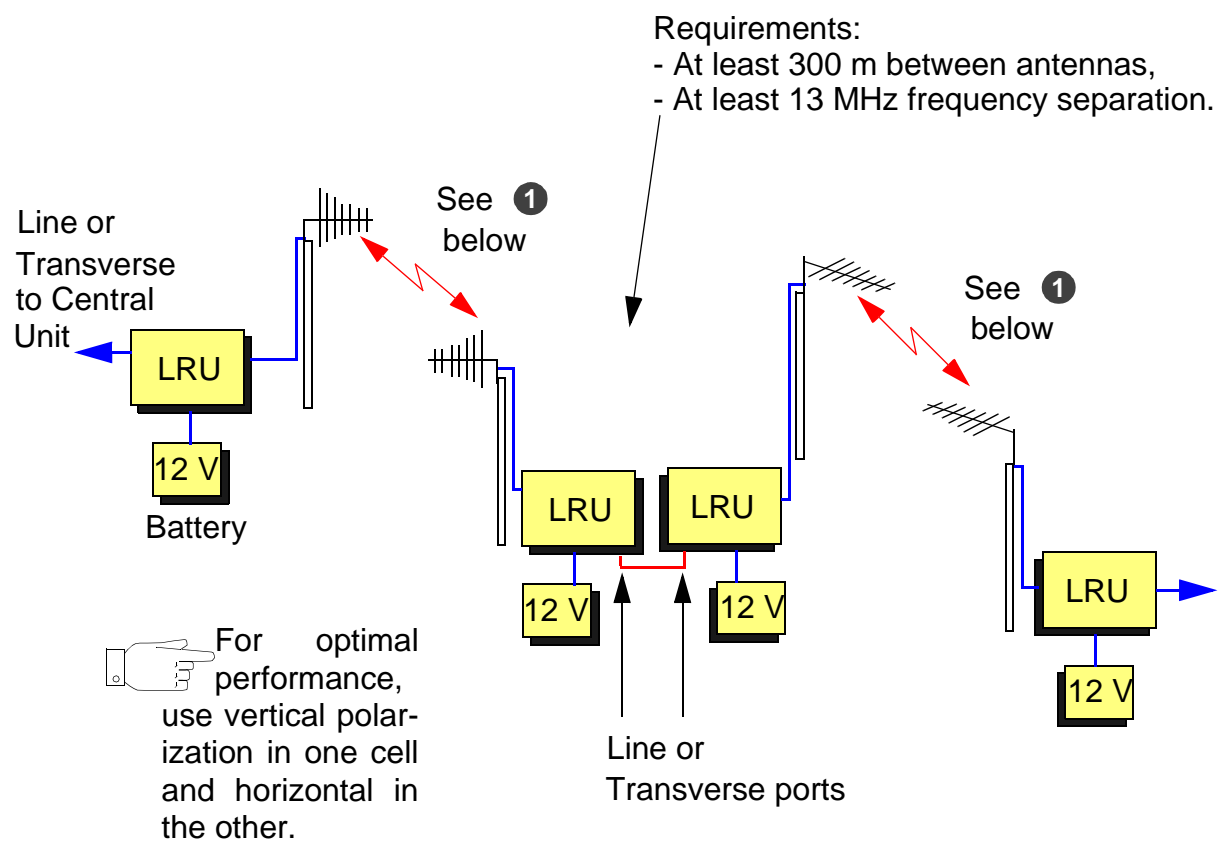 Requirements:
- At least 300 m between antennas,
- At least 13 MHz frequency separation.
See 1
below
Line or
Transverse
to Central
Unit
LRU
12 V
Battery
See 1
below
LRU
LRU
12 V
12 V
LRU
12 V
For optimal
performance,
use vertical polar-
ization in one cell
and horizontal in
the other.
Line or
Transverse ports